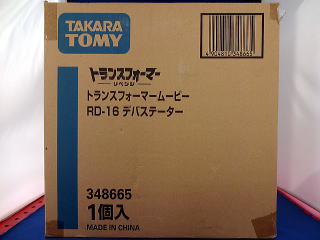 TAKARA
TOMY
トランスフォーマー
リベンジ
トランスフォーマームービー
RD-16 デバステーター
348665
1個入
MADE IN CHINA